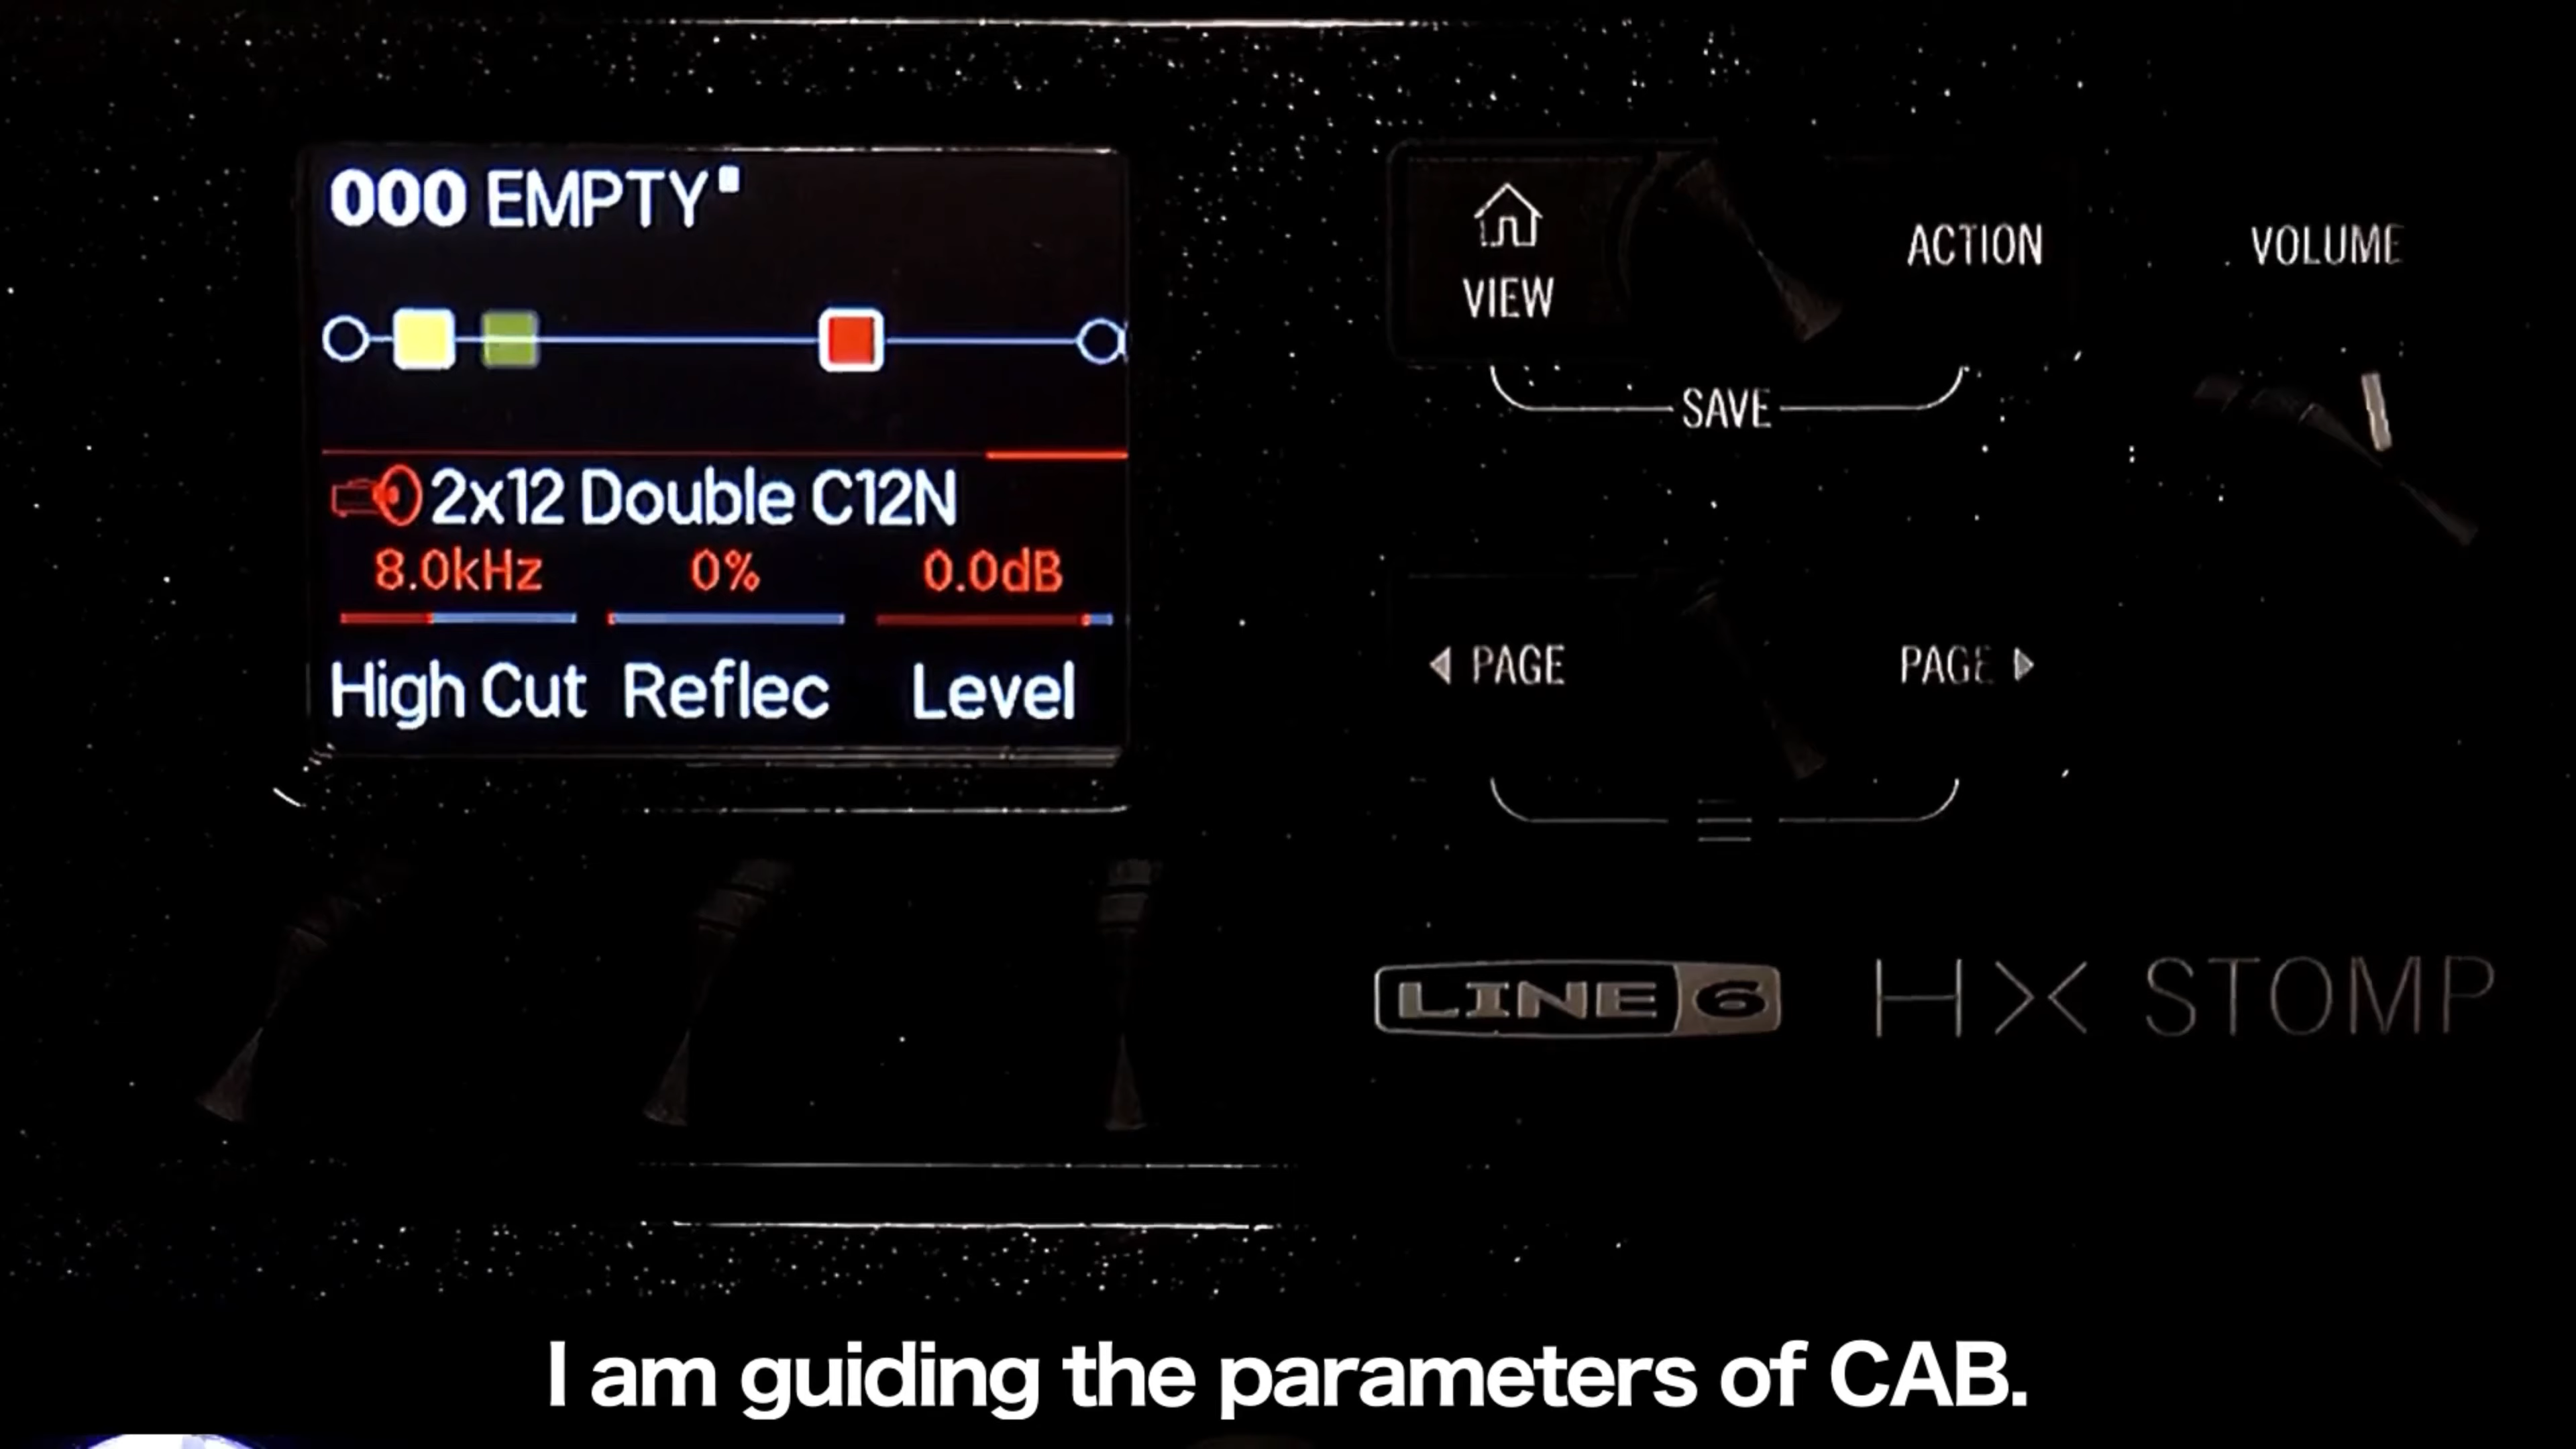 000 EMPTY
2x12 Double C12N
8.0kHz 0% 0.0dB
High Cut Reflec Level
VIEW
ACTION
VOLUME
SAVE
PAGE
PAGE
LINE 6 HX STOMP
I am guiding the parameters of CAB.